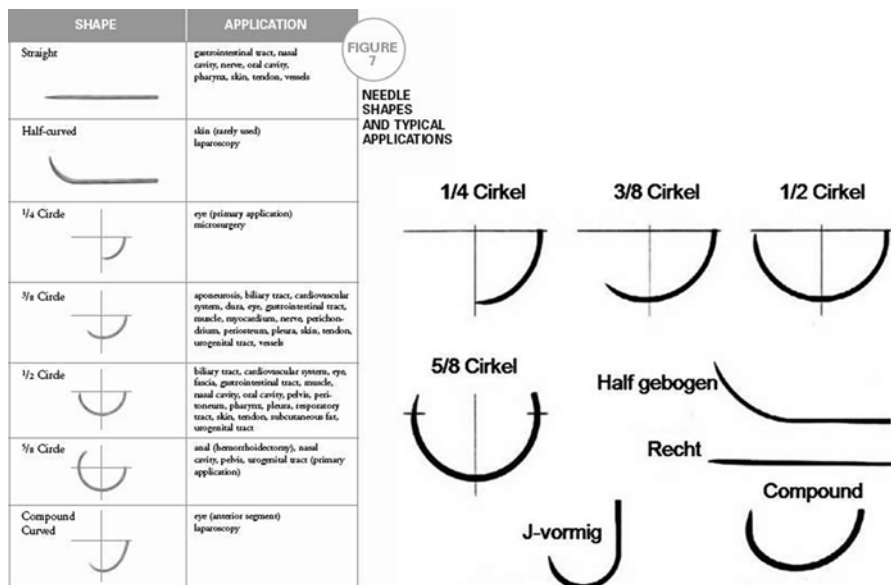 SHAPE
APPLICATION
FIGURE
7
NEEDLE
SHAPES
AND TYPICAL
APPLICATIONS
Straight
gastrointestinal tract, nasal
cavity, nerve, oral cavity,
pharynx, skin, tendon, vessels
Half-curved
skin (rarely used)
laparoscopy
1/4 Circle
eye (primary application)
microsurgery
3/8 Circle
aponeurosis, biliary tract, cardiovascular
system, dura, eye, gastrointestinal tract,
muscle, myocardium, nerve, perichon-
drium, periosteum, pleura, skin, tendon,
urogenital tract, vessels
1/2 Circle
biliary tract, cardiovascular system, eye,
fascia, gastrointestinal tract, muscle,
nasal cavity, oral cavity, pelvis, peri-
toneum, pharynx, pleura, respiratory
tract, skin, tendon, subcutaneous fat,
urogenital tract
5/8 Circle
anal (hemorrhoidectomy), nasal
cavity, pelvis, urogenital tract (primary
application)
Compound
Curved
eye (anterior segment)
laparoscopy
1/4 Cirkel
3/8 Cirkel
1/2 Cirkel
5/8 Cirkel
Half gebogen
Recht
Compound
J-vormig